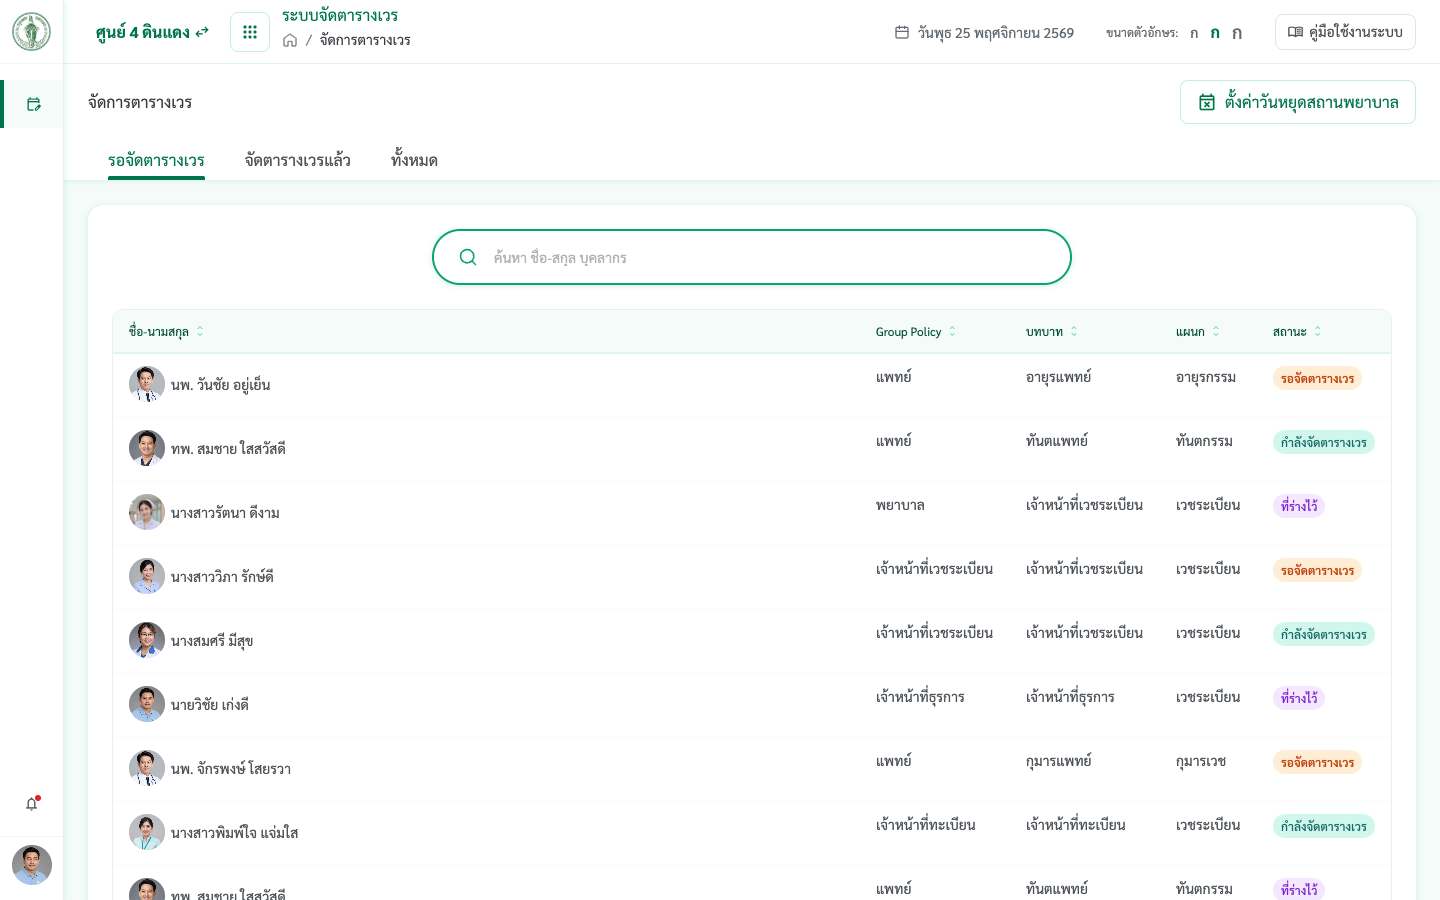 ศูนย์ 4 ดินแดง
ระบบจัดตารางเวร
/ จัดการตารางเวร
วันพุธ 25 พฤศจิกายน 2569
ขนาดตัวอักษร: ก ก ก
คู่มือใช้งานระบบ
จัดการตารางเวร
ตั้งค่าวันหยุดสถานพยาบาล
รอจัดตารางเวร จัดตารางเวรแล้ว ทั้งหมด
ค้นหา ชื่อ-สกุล บุคลากร
ชื่อ-นามสกุล Group Policy บทบาท แผนก สถานะ
นพ. วันชัย อยู่เย็น แพทย์ อายุรแพทย์ อายุรกรรม รอจัดตารางเวร
ทพ. สมชาย ใสสวัสดี แพทย์ ทันตแพทย์ ทันตกรรม กำลังจัดตารางเวร
นางสาวรัตนา ดีงาม พยาบาล เจ้าหน้าที่เวชระเบียน เวชระเบียน ที่ร่างไว้
นางสาววิภา รักษ์ดี เจ้าหน้าที่เวชระเบียน เจ้าหน้าที่เวชระเบียน เวชระเบียน รอจัดตารางเวร
นางสมศรี มีสุข เจ้าหน้าที่เวชระเบียน เจ้าหน้าที่เวชระเบียน เวชระเบียน กำลังจัดตารางเวร
นายวิชัย เก่งดี เจ้าหน้าที่ธุรการ เจ้าหน้าที่ธุรการ เวชระเบียน ที่ร่างไว้
นพ. จักรพงษ์ โสยรวา แพทย์ กุมารแพทย์ กุมารเวช รอจัดตารางเวร
นางสาวพิมพ์ใจ แจ่มใส เจ้าหน้าที่ทะเบียน เจ้าหน้าที่ทะเบียน เวชระเบียน กำลังจัดตารางเวร
ทพ. สมชาย ใสสวัสดี แพทย์ ทันตแพทย์ ทันตกรรม ที่ร่างไว้